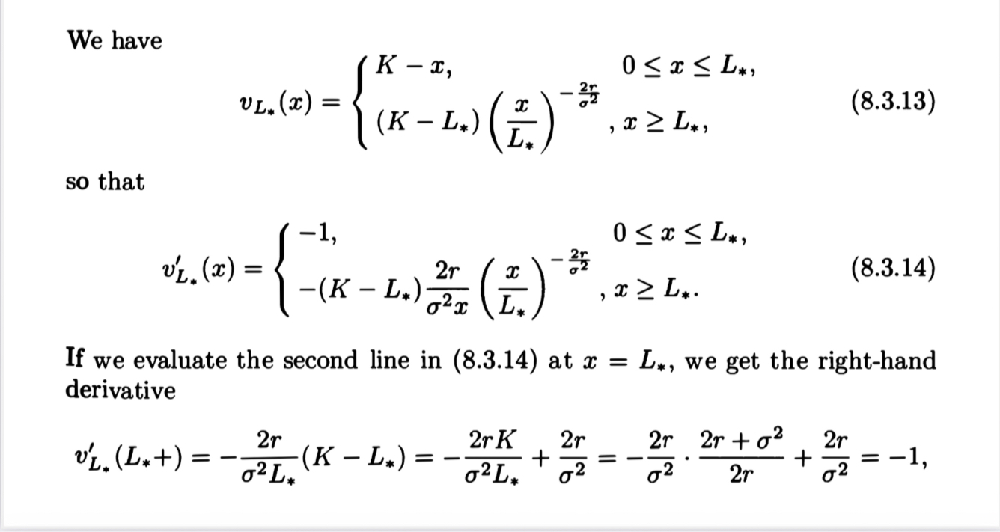 We have
$$v_{L_*}(x) = \begin{cases} K - x, & 0 \le x \le L_*, \\ (K - L_*) \left( \dfrac{x}{L_*} \right)^{-\frac{2r}{\sigma^2}}, & x \ge L_*, \end{cases} \quad (8.3.13)$$
so that
$$v'_{L_*}(x) = \begin{cases} -1, & 0 \le x \le L_*, \\ -(K - L_*) \dfrac{2r}{\sigma^2 x} \left( \dfrac{x}{L_*} \right)^{-\frac{2r}{\sigma^2}}, & x \ge L_*. \end{cases} \quad (8.3.14)$$
If we evaluate the second line in (8.3.14) at $x = L_*$, we get the right-hand
derivative
$$v'_{L_*}(L_*+) = -\frac{2r}{\sigma^2 L_*}(K - L_*) = -\frac{2rK}{\sigma^2 L_*} + \frac{2r}{\sigma^2} = -\frac{2r}{\sigma^2} \cdot \frac{2r + \sigma^2}{2r} + \frac{2r}{\sigma^2} = -1,$$